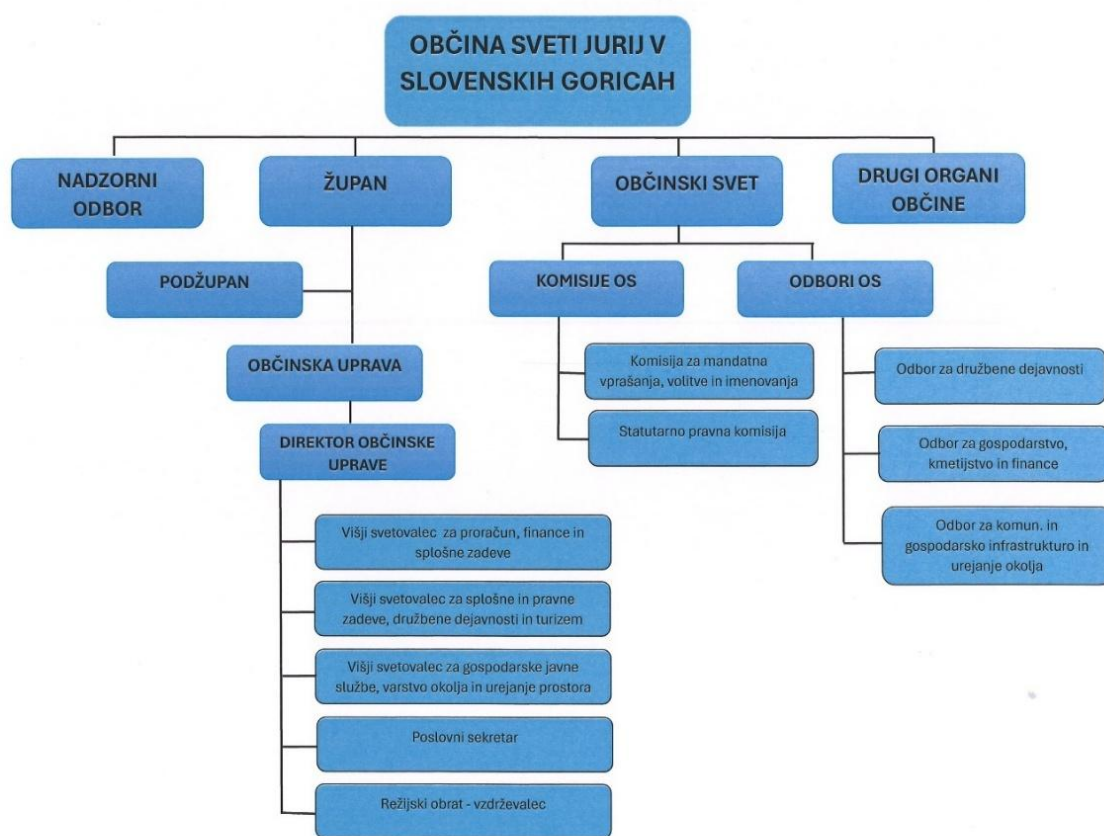 OBČINA SVETI JURIJ V
SLOVENSKIH GORICAH
NADZORNI
ODBOR
ŽUPAN
OBČINSKI SVET
DRUGI ORGANI
OBČINE
PODŽUPAN
KOMISIJE OS
ODBORI OS
OBČINSKA UPRAVA
Komisija za mandatna
vprašanja, volitve in imenovanja
Odbor za družbene dejavnosti
DIREKTOR OBČINSKE
UPRAVE
Statutarno pravna komisija
Odbor za gospodarstvo,
kmetijstvo in finance
Višji svetovalec za proračun, finance in
splošne zadeve
Odbor za komun. in
gospodarsko infrastrukturo in
urejanje okolja
Višji svetovalec za splošne in pravne
zadeve, družbene dejavnosti in turizem
Višji svetovalec za gospodarske javne
službe, varstvo okolja in urejanje prostora
Poslovni sekretar
Režijski obrat - vzdrževalec